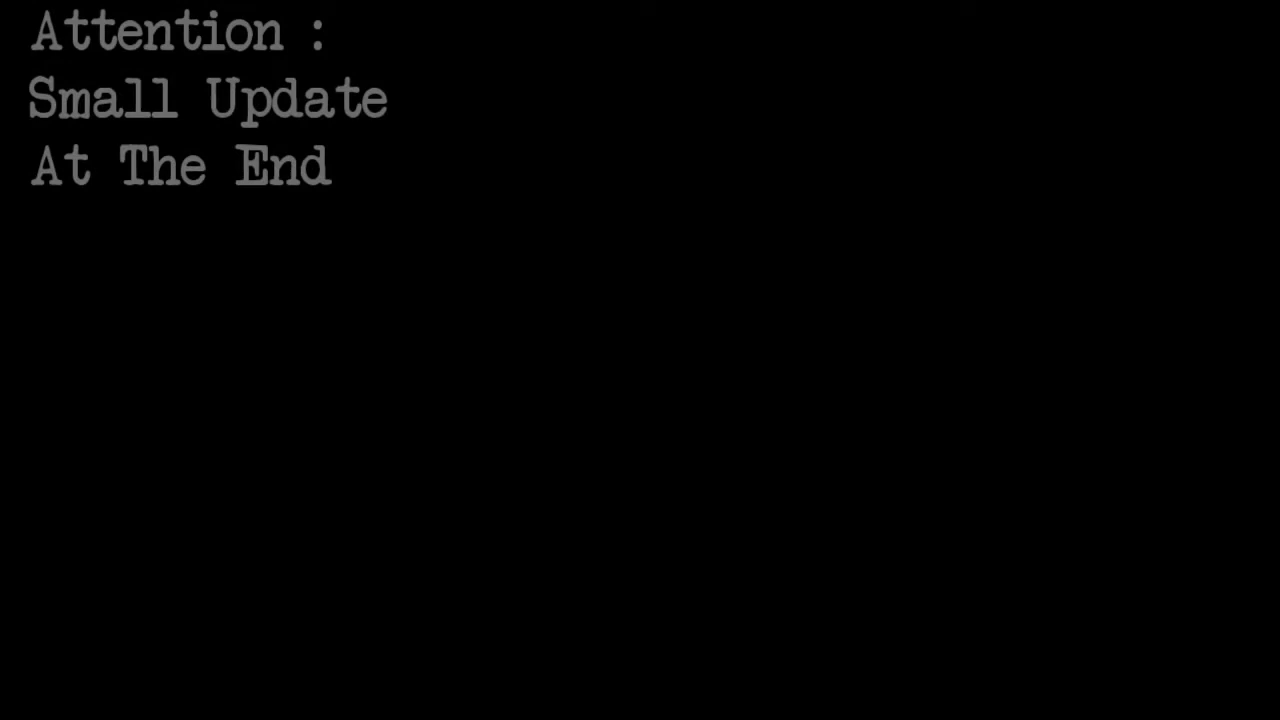 Attention :
Small Update
At The End